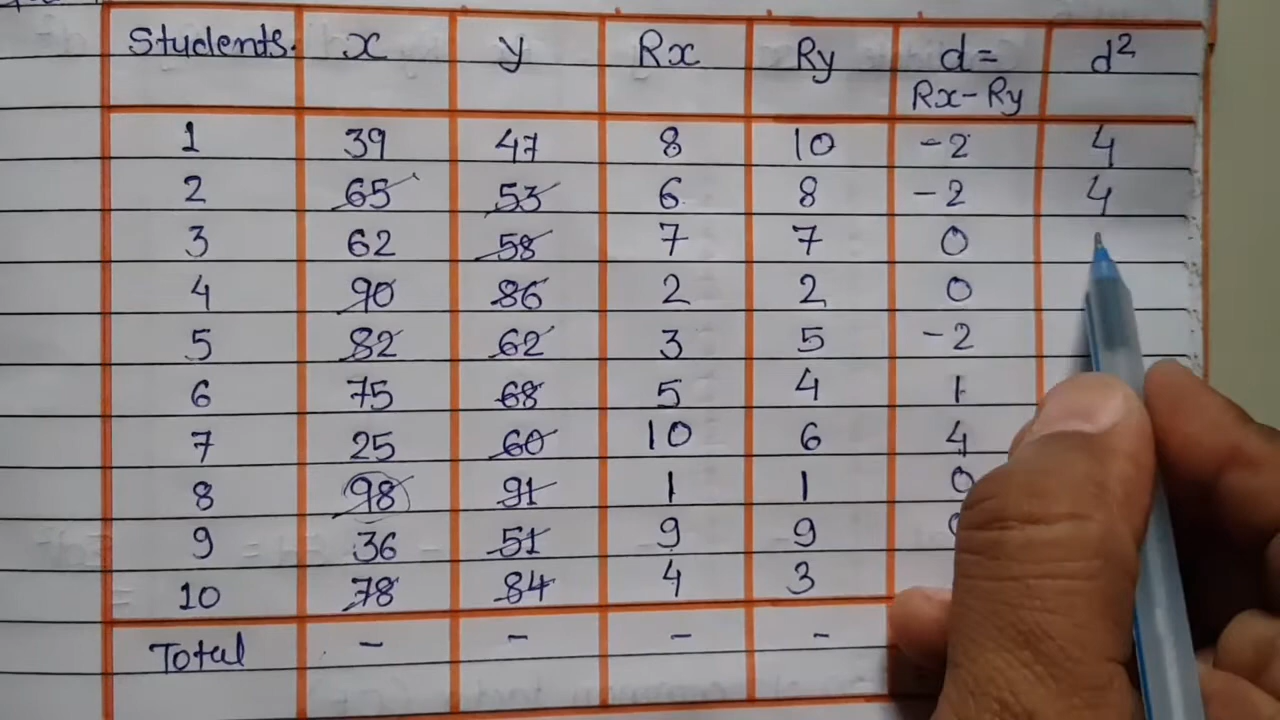 Students. x y Rx Ry d= d²
Rx-Ry
1 39 47 8 10 -2 4
2 65 53 6 8 -2 4
3 62 58 7 7 0
4 90 86 2 2 0
5 82 62 3 5 -2
6 75 68 5 4 1
7 25 60 10 6 4
8 98 91 1 1 0
9 36 51 9 9
10 78 84 4 3
Total - - - -